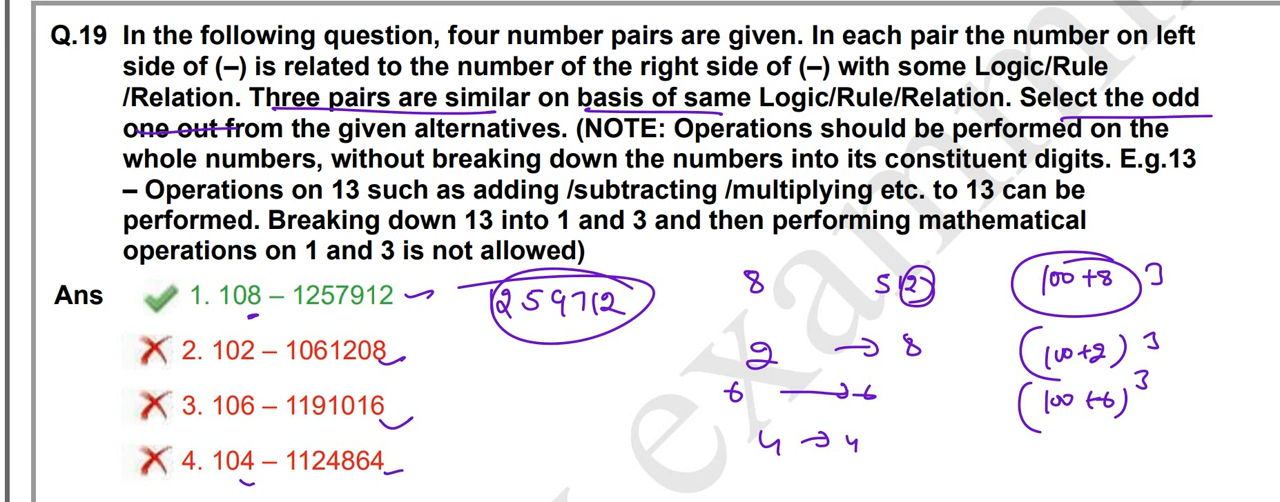 Q.19 In the following question, four number pairs are given. In each pair the number on left
side of (–) is related to the number of the right side of (–) with some Logic/Rule
/Relation. Three pairs are similar on basis of same Logic/Rule/Relation. Select the odd
one out from the given alternatives. (NOTE: Operations should be performed on the
whole numbers, without breaking down the numbers into its constituent digits. E.g.13
– Operations on 13 such as adding /subtracting /multiplying etc. to 13 can be
performed. Breaking down 13 into 1 and 3 and then performing mathematical
operations on 1 and 3 is not allowed)
Ans 1. 108 – 1257912
2. 102 – 1061208
3. 106 – 1191016
4. 104 – 1124864
1259712
8 512
2 → 8
6 → 6
4 → 4
(100+8)3
(100+2)3
(100+6)3
exam